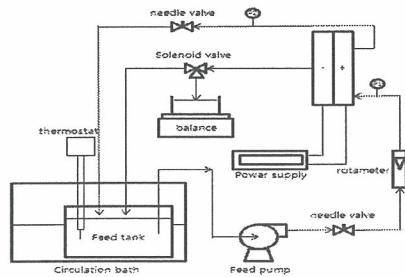 needle valve
Solenoid valve
- +
balance
thermostat
Power supply
rotameter
needle valve
Feed tank
Feed pump
Circulation bath